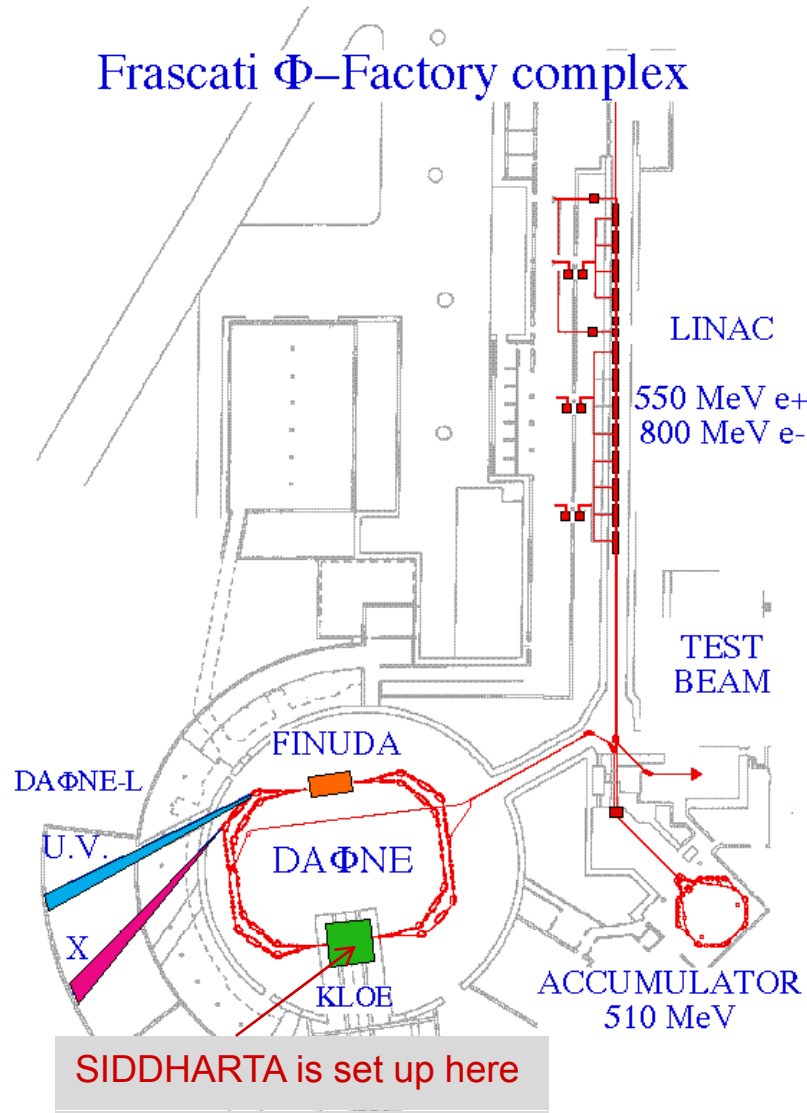 Frascati Φ–Factory complex
LINAC
550 MeV e+
800 MeV e-
TEST
BEAM
FINUDA
DAΦNE-L
U.V.
DAΦNE
X
KLOE
ACCUMULATOR
510 MeV
SIDDHARTA is set up here